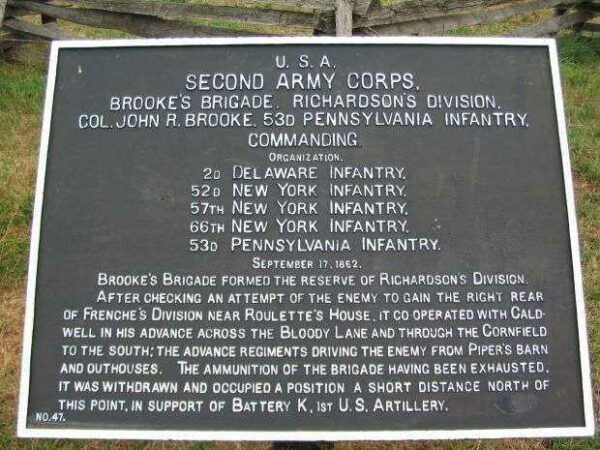 U. S. A.
SECOND ARMY CORPS,
BROOKE'S BRIGADE, RICHARDSON'S DIVISION,
COL. JOHN R. BROOKE, 53D PENNSYLVANIA INFANTRY,
COMMANDING.
ORGANIZATION.
2D DELAWARE INFANTRY,
52D NEW YORK INFANTRY,
57TH NEW YORK INFANTRY,
66TH NEW YORK INFANTRY,
53D PENNSYLVANIA INFANTRY.
SEPTEMBER 17, 1862.
BROOKE'S BRIGADE FORMED THE RESERVE OF RICHARDSON'S DIVISION.
AFTER CHECKING AN ATTEMPT OF THE ENEMY TO GAIN THE RIGHT REAR
OF FRENCHE'S DIVISION NEAR ROULETTE'S HOUSE, IT CO OPERATED WITH CALD-
WELL IN HIS ADVANCE ACROSS THE BLOODY LANE AND THROUGH THE CORNFIELD
TO THE SOUTH; THE ADVANCE REGIMENTS DRIVING THE ENEMY FROM PIPER'S BARN
AND OUTHOUSES. THE AMMUNITION OF THE BRIGADE HAVING BEEN EXHAUSTED,
IT WAS WITHDRAWN AND OCCUPIED A POSITION A SHORT DISTANCE NORTH OF
THIS POINT, IN SUPPORT OF BATTERY K, 1ST U.S. ARTILLERY.
NO. 47.